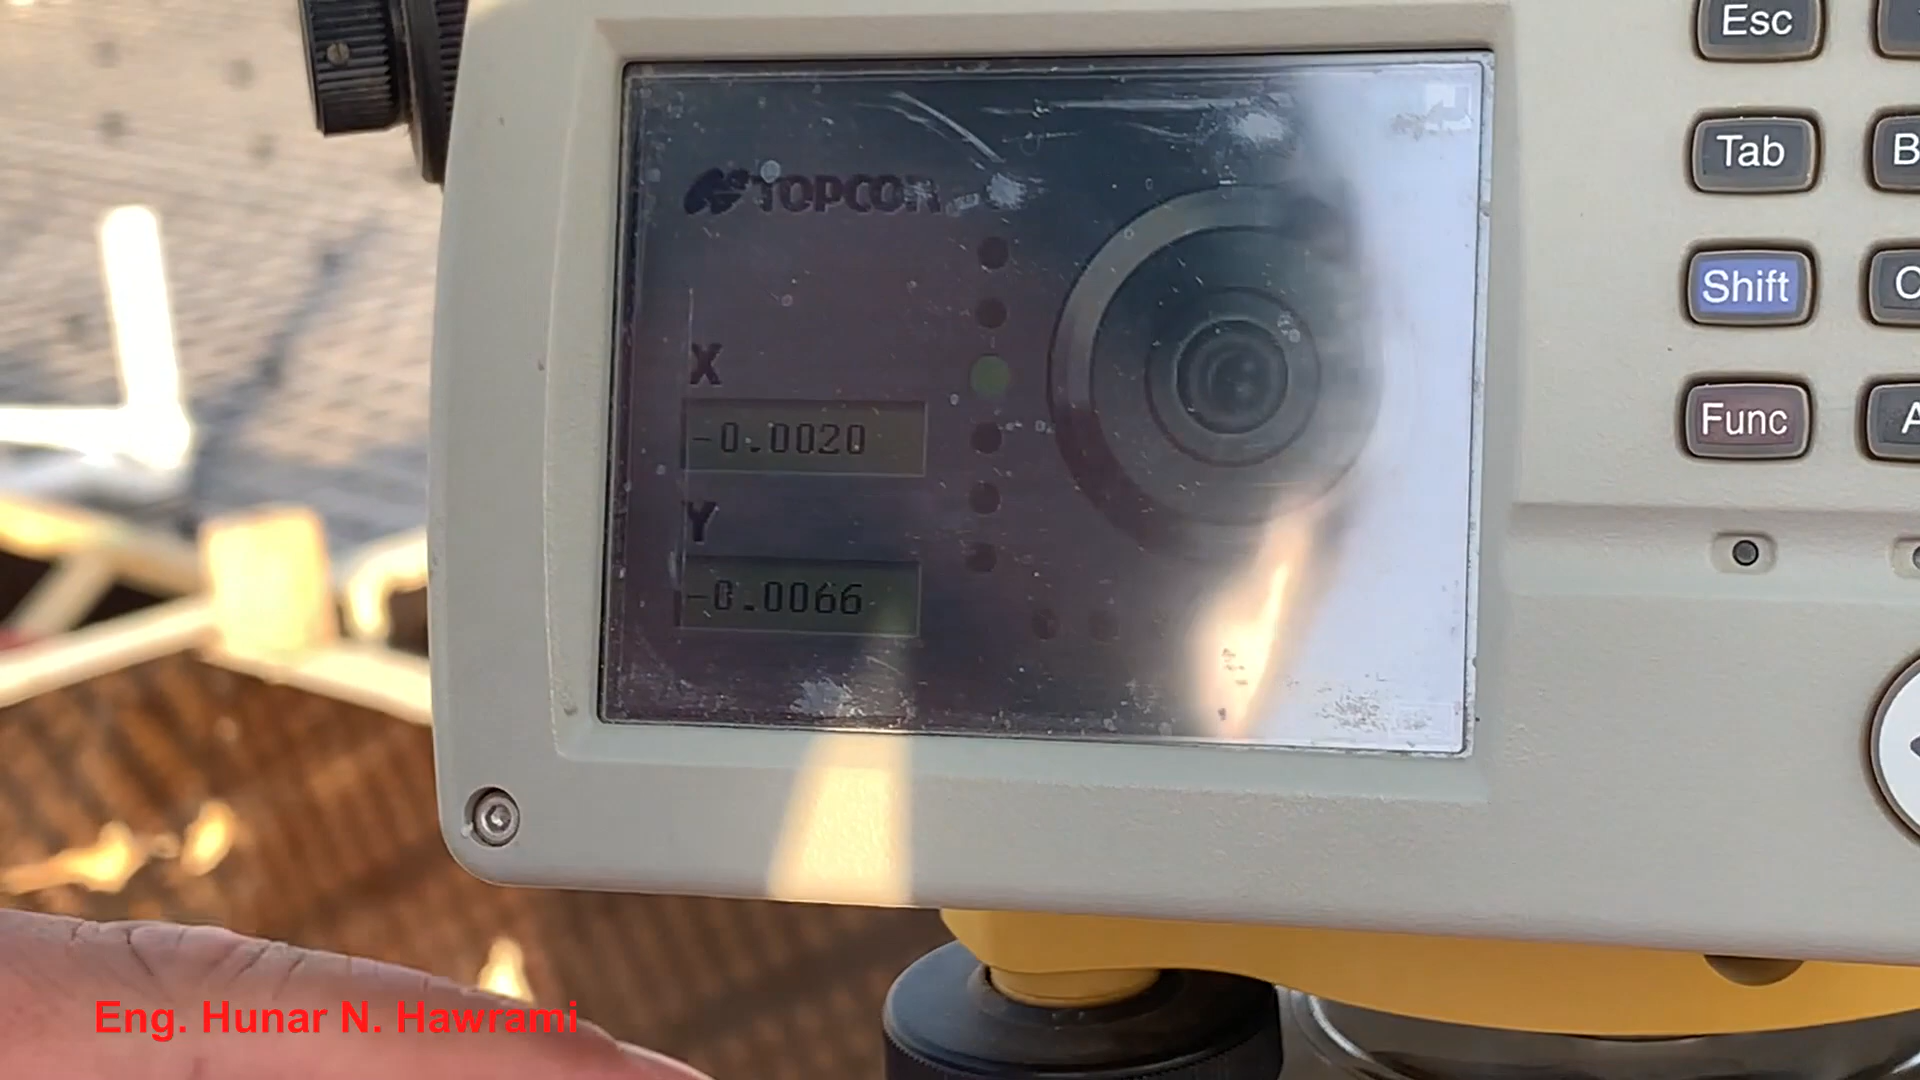 TOPCON
X
-0.0020
Y
-0.0066
Esc
Tab
B
Shift
Func
A
Eng. Hunar N. Hawrami